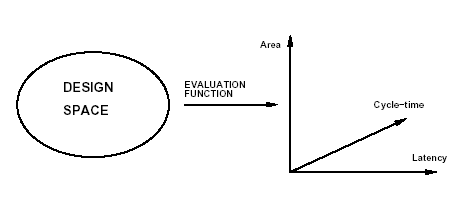 DESIGN
SPACE
EVALUATION
FUNCTION
Area
Cycle-time
Latency